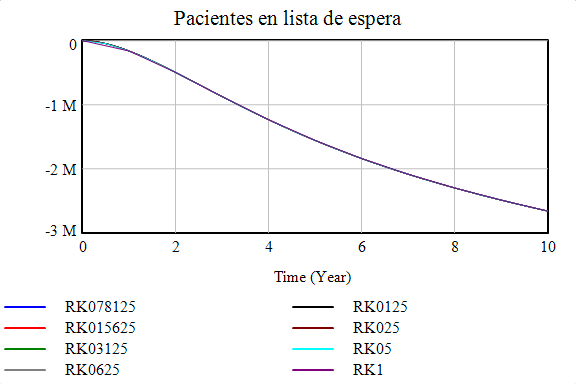 Pacientes en lista de espera
0
-1 M
-2 M
-3 M
0 2 4 6 8 10
Time (Year)
RK078125 RK0125
RK015625 RK025
RK03125 RK05
RK0625 RK1